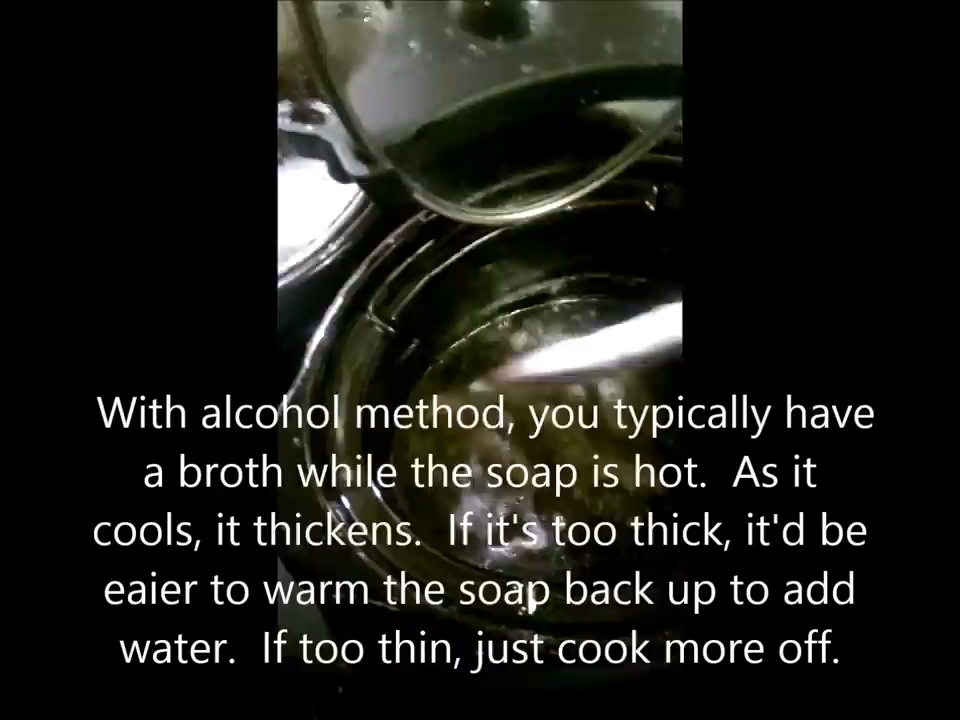 With alcohol method, you typically have
a broth while the soap is hot.  As it
cools, it thickens.  If it's too thick, it'd be
eaier to warm the soap back up to add
water.  If too thin, just cook more off.